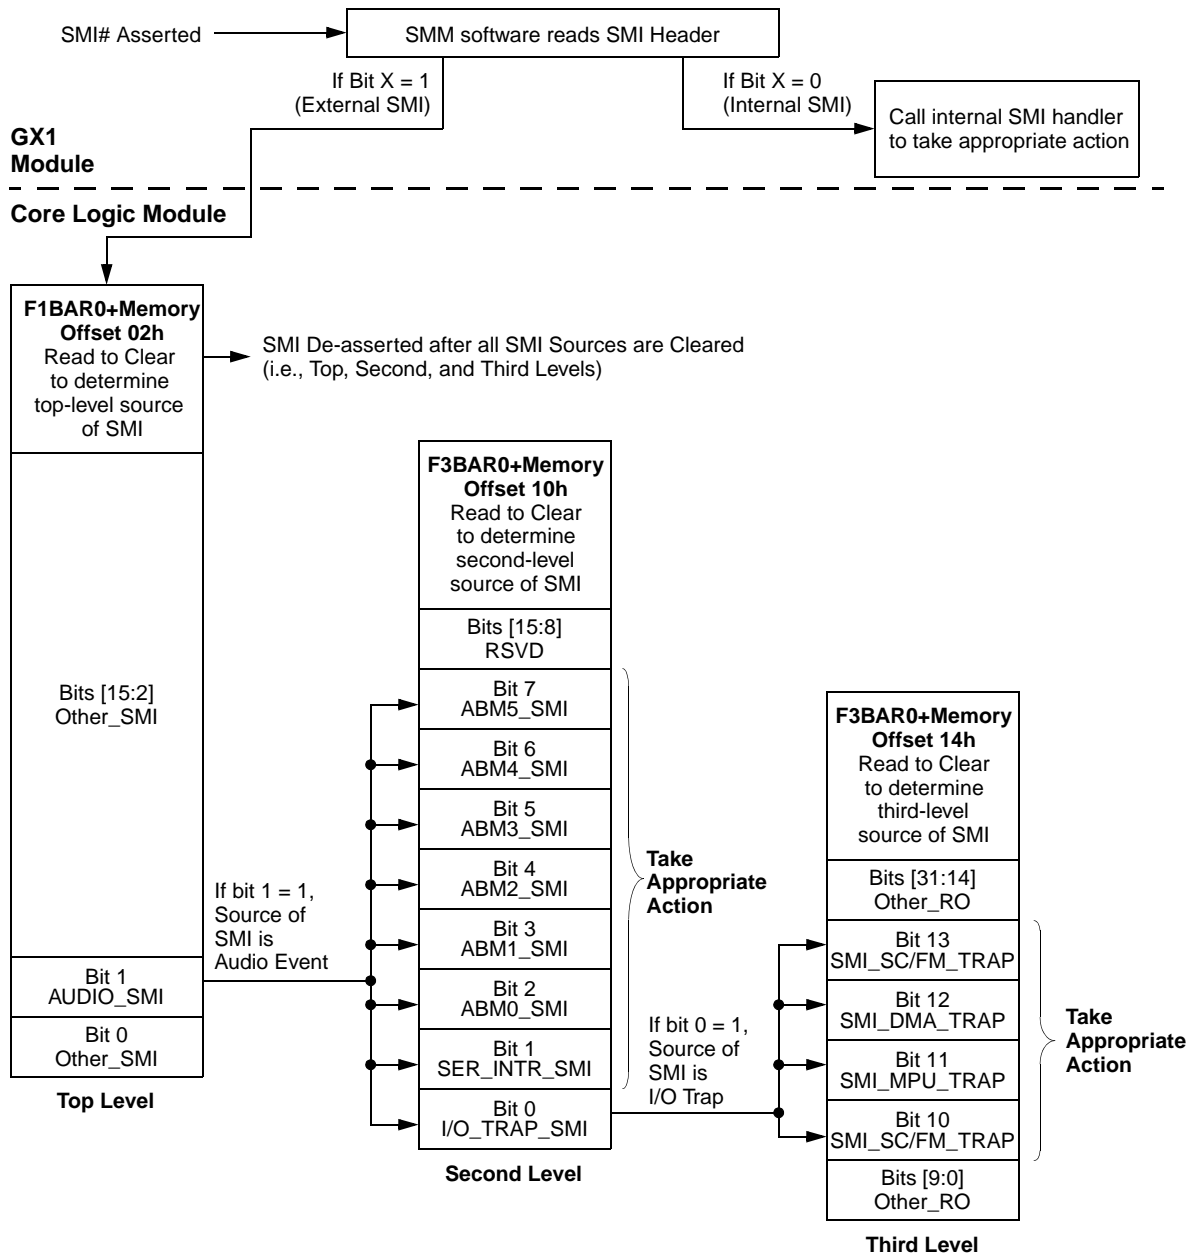 SMI# Asserted
SMM software reads SMI Header
If Bit X = 1
(External SMI)
If Bit X = 0
(Internal SMI)
Call internal SMI handler
to take appropriate action
GX1
Module
Core Logic Module
F1BAR0+Memory
Offset 02h
Read to Clear
to determine
top-level source
of SMI
SMI De-asserted after all SMI Sources are Cleared
(i.e., Top, Second, and Third Levels)
Bits [15:2]
Other_SMI
Bit 1
AUDIO_SMI
Bit 0
Other_SMI
Top Level
If bit 1 = 1,
Source of
SMI is
Audio Event
F3BAR0+Memory
Offset 10h
Read to Clear
to determine
second-level
source of SMI
Bits [15:8]
RSVD
Bit 7
ABM5_SMI
Bit 6
ABM4_SMI
Bit 5
ABM3_SMI
Bit 4
ABM2_SMI
Bit 3
ABM1_SMI
Bit 2
ABM0_SMI
Bit 1
SER_INTR_SMI
Bit 0
I/O_TRAP_SMI
Second Level
Take
Appropriate
Action
If bit 0 = 1,
Source of
SMI is
I/O Trap
F3BAR0+Memory
Offset 14h
Read to Clear
to determine
third-level
source of SMI
Bits [31:14]
Other_RO
Bit 13
SMI_SC/FM_TRAP
Bit 12
SMI_DMA_TRAP
Bit 11
SMI_MPU_TRAP
Bit 10
SMI_SC/FM_TRAP
Bits [9:0]
Other_RO
Third Level
Take
Appropriate
Action